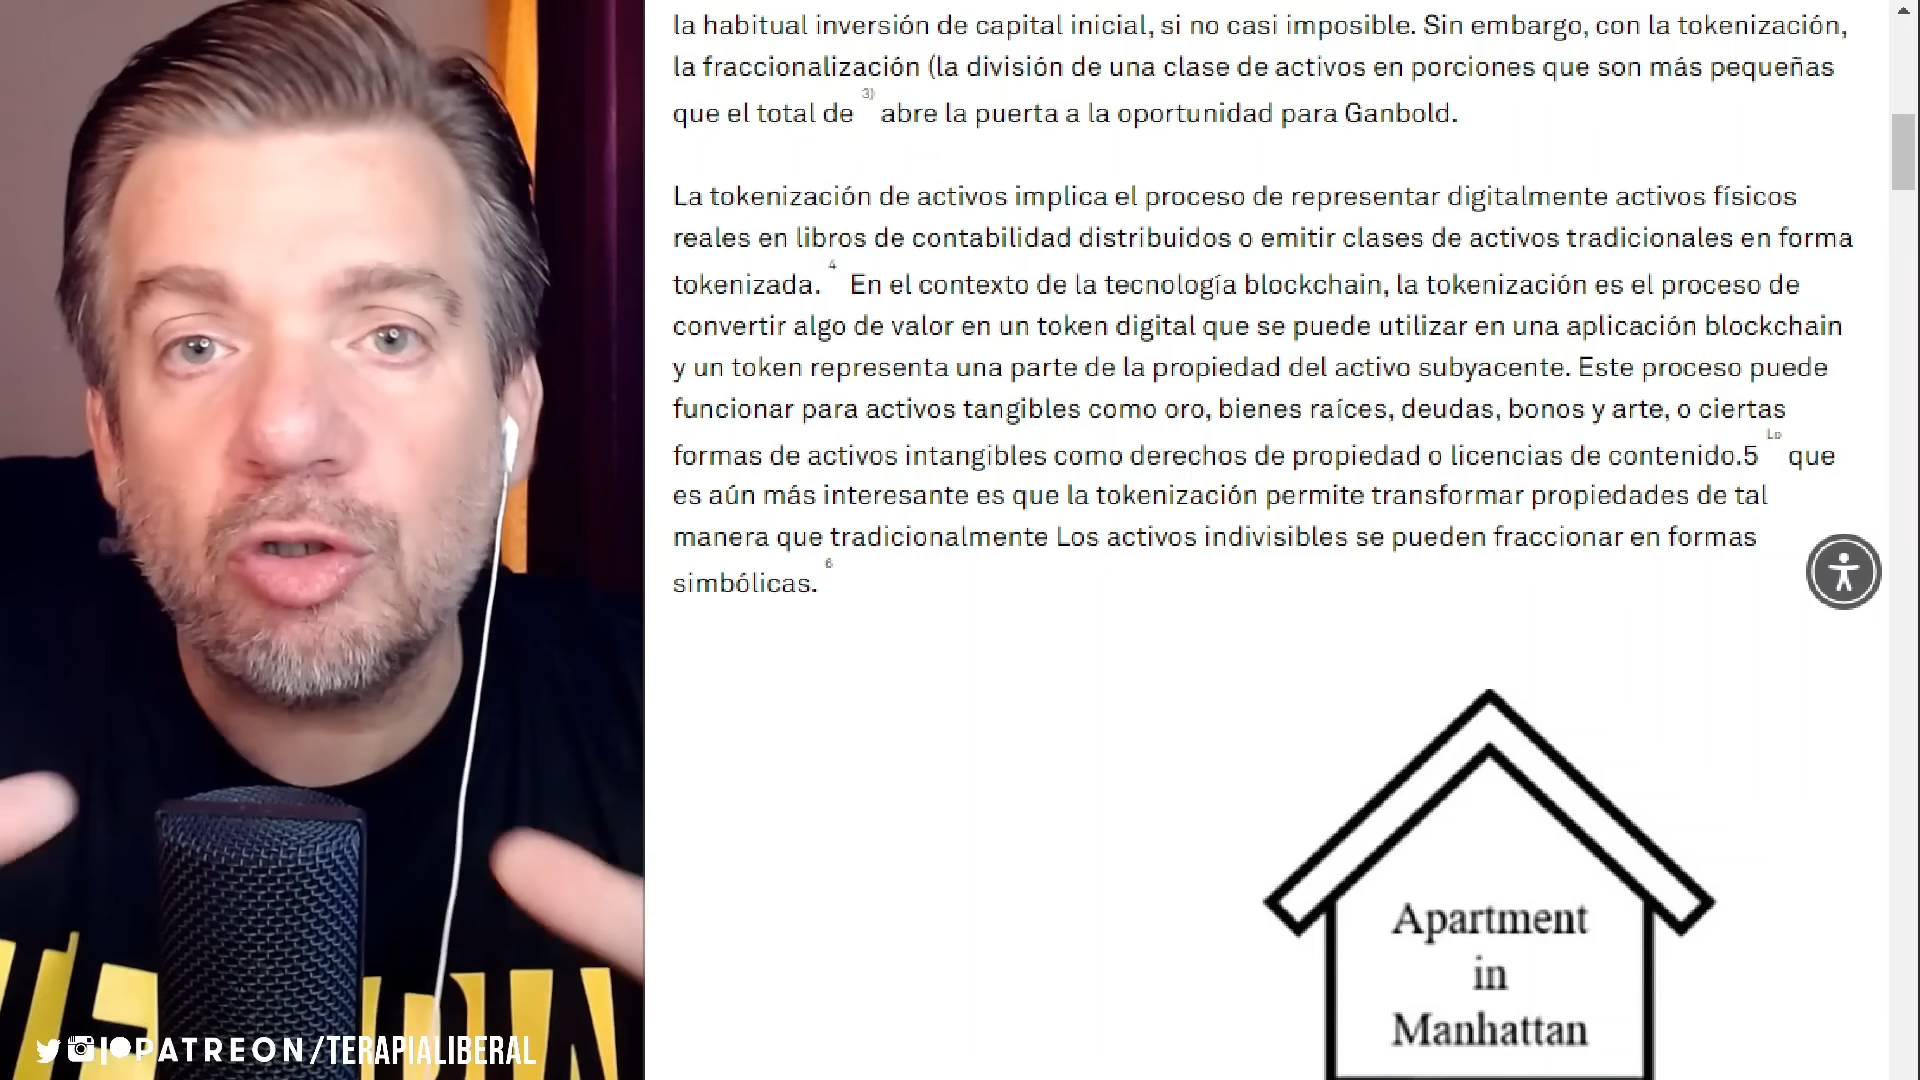 la habitual inversión de capital inicial, si no casi imposible. Sin embargo, con la tokenización,
la fraccionalización (la división de una clase de activos en porciones que son más pequeñas
que el total de 3) abre la puerta a la oportunidad para Ganbold.
La tokenización de activos implica el proceso de representar digitalmente activos físicos
reales en libros de contabilidad distribuidos o emitir clases de activos tradicionales en forma
tokenizada. 4 En el contexto de la tecnología blockchain, la tokenización es el proceso de
convertir algo de valor en un token digital que se puede utilizar en una aplicación blockchain
y un token representa una parte de la propiedad del activo subyacente. Este proceso puede
funcionar para activos tangibles como oro, bienes raíces, deudas, bonos y arte, o ciertas
formas de activos intangibles como derechos de propiedad o licencias de contenido.5 Lo que
es aún más interesante es que la tokenización permite transformar propiedades de tal
manera que tradicionalmente Los activos indivisibles se pueden fraccionar en formas
simbólicas. 6
Apartment
in
Manhattan
PATREON/TERAPIALIBERAL